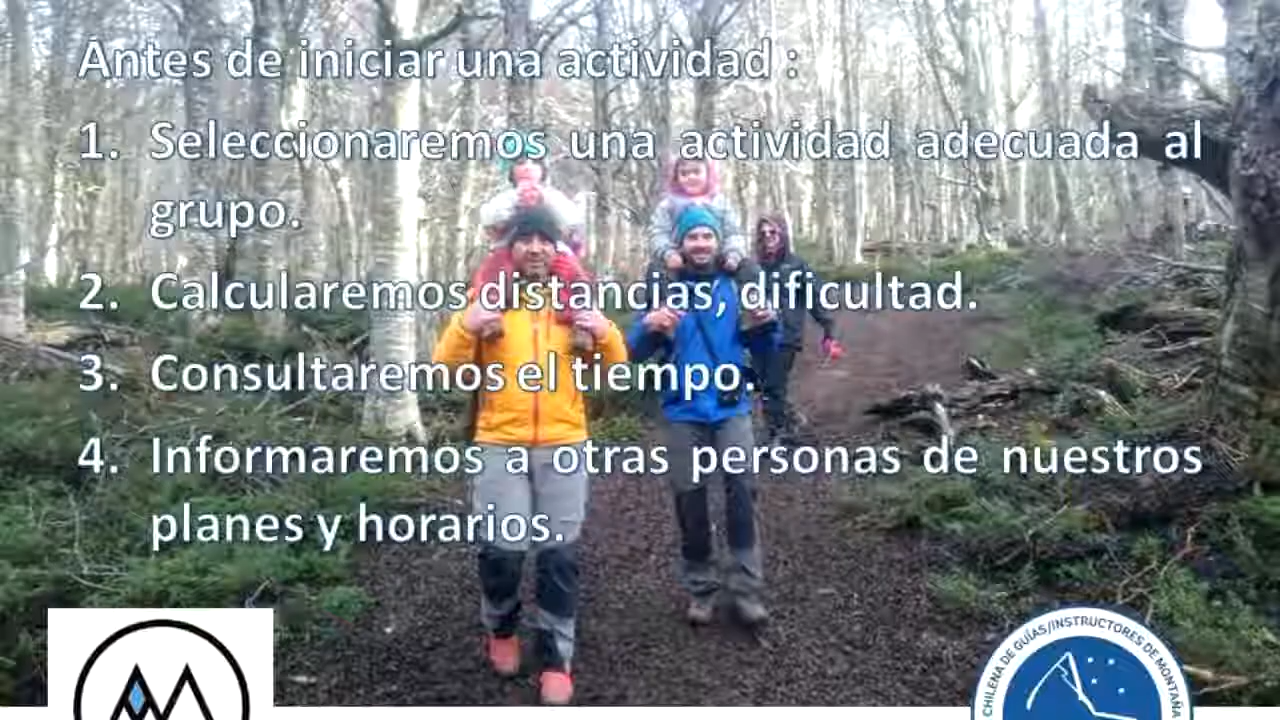 Antes de iniciar una actividad :
1. Seleccionaremos una actividad adecuada al
grupo.
2. Calcularemos distancias, dificultad.
3. Consultaremos el tiempo.
4. Informaremos a otras personas de nuestros
planes y horarios.
CHILENA DE GUÍAS/INSTRUCTORES DE MONTAÑA